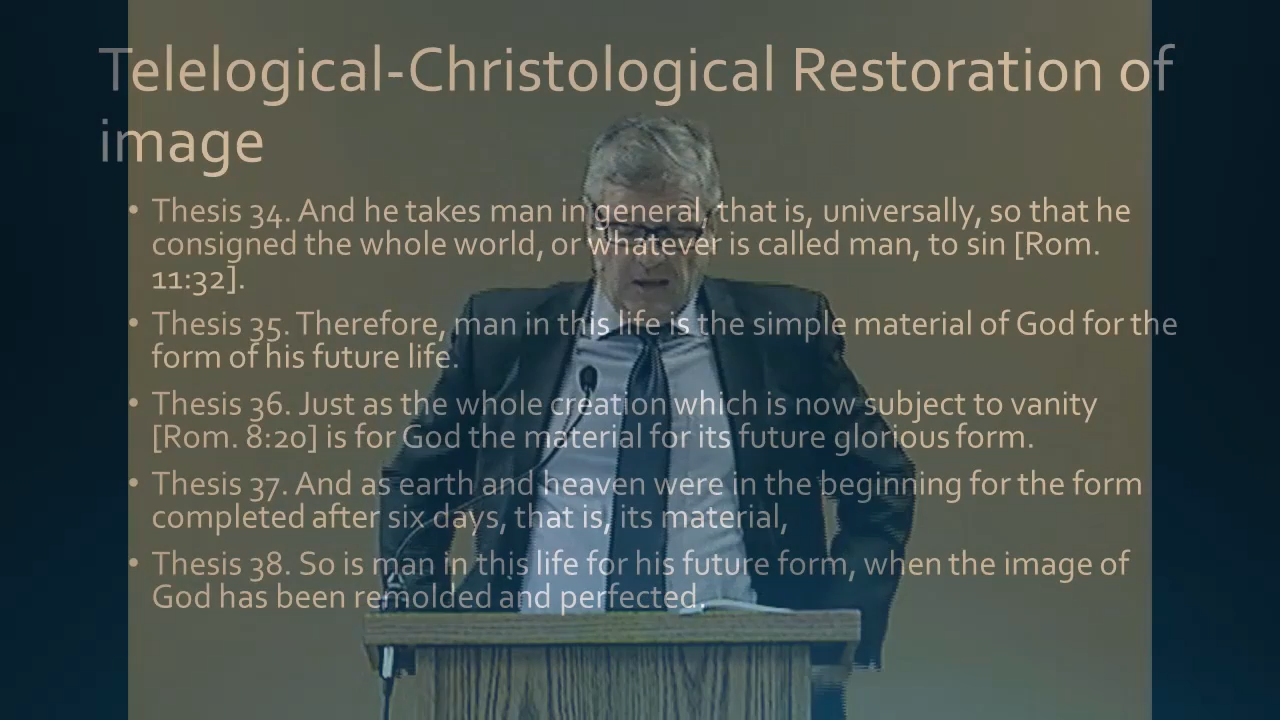 Telelogical-Christological Restoration of
image
• Thesis 34. And he takes man in general, that is, universally, so that he
consigned the whole world, or whatever is called man, to sin [Rom.
11:32].
• Thesis 35. Therefore, man in this life is the simple material of God for the
form of his future life.
• Thesis 36. Just as the whole creation which is now subject to vanity
[Rom. 8:20] is for God the material for its future glorious form.
• Thesis 37. And as earth and heaven were in the beginning for the form
completed after six days, that is, its material,
• Thesis 38. So is man in this life for his future form, when the image of
God has been remolded and perfected.